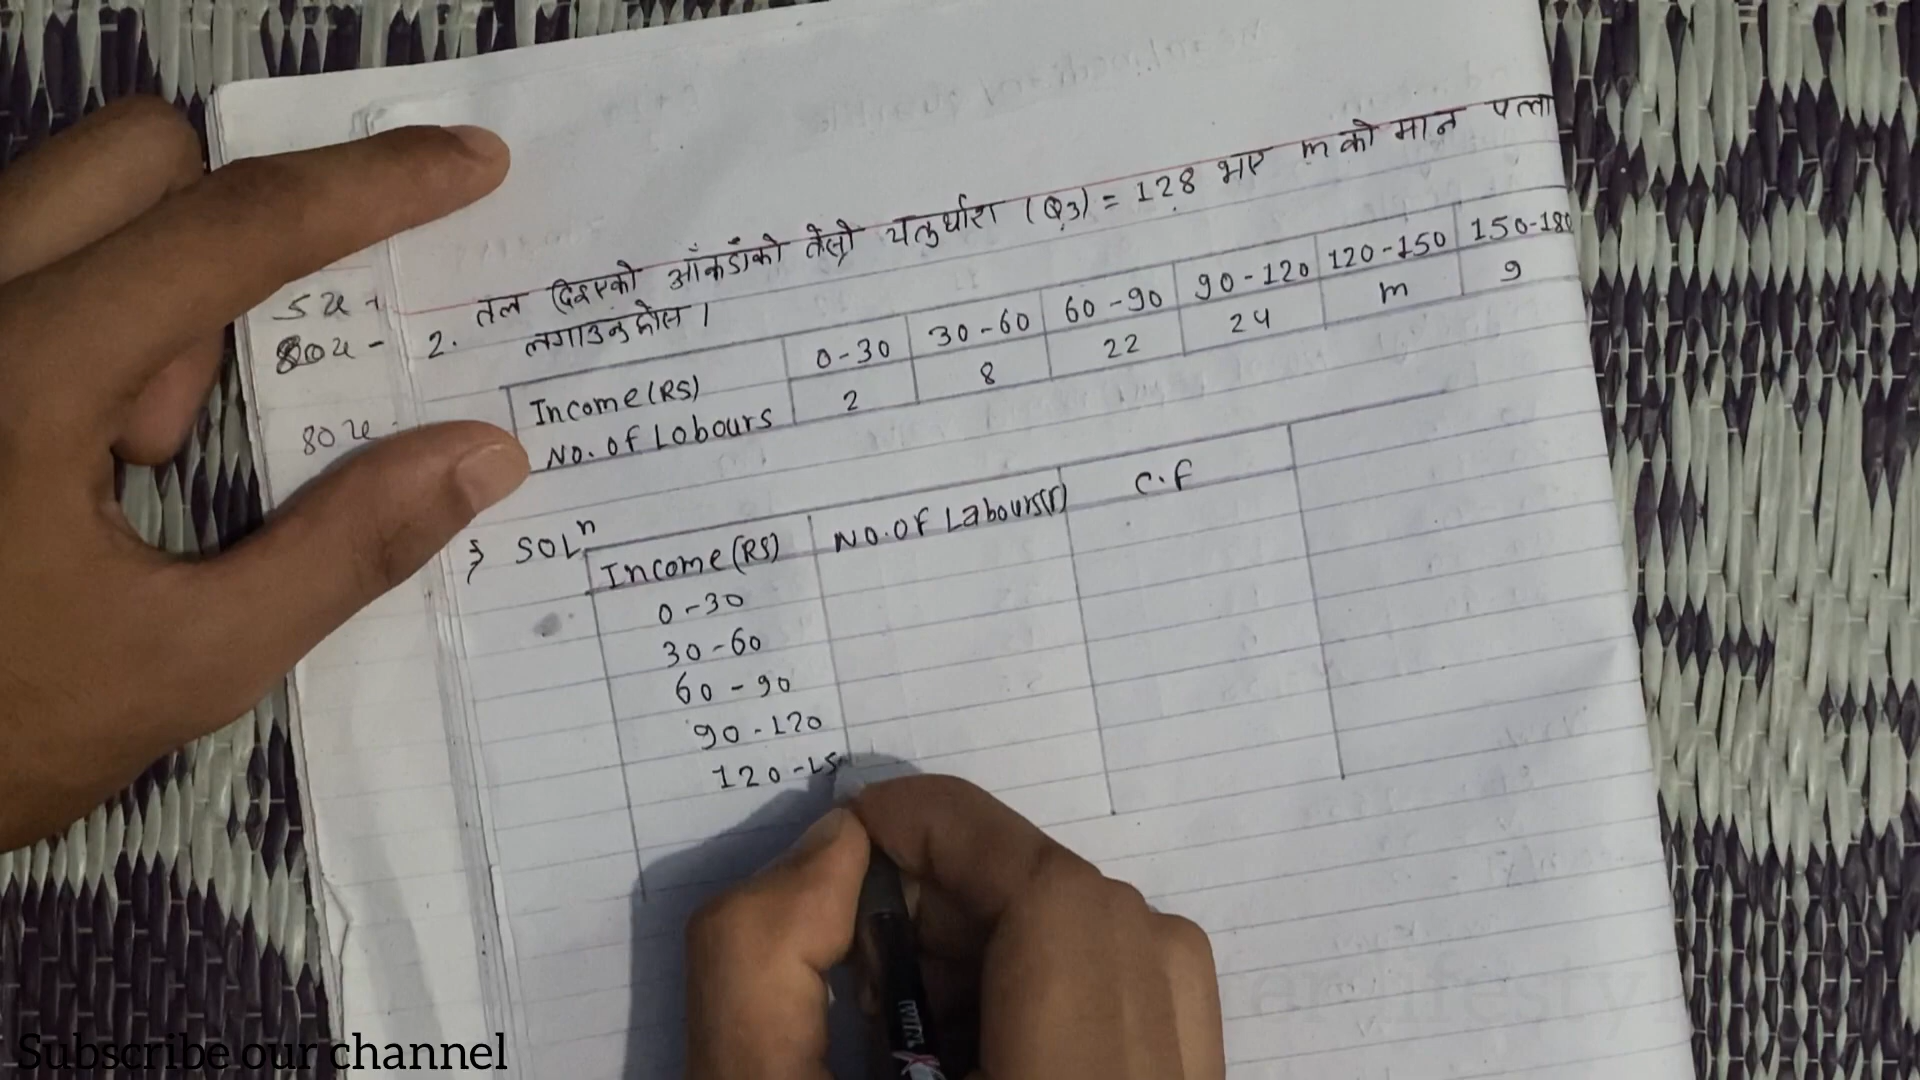 2. तल दिइएको आँकडाँको तेस्रो चतुर्थांश (Q3) = 128 भए m को मान पत्ता
लगाउनुहोस ।
Income (RS) 0-30 30-60 60-90 90-120 120-150 150-180
NO. OF Lobours 2 8 22 24 m 9
SOLⁿ
Income (RS) NO. OF Labours(f) C.F
0-30
30-60
60-90
90-120
120-15
Subscribe our channel